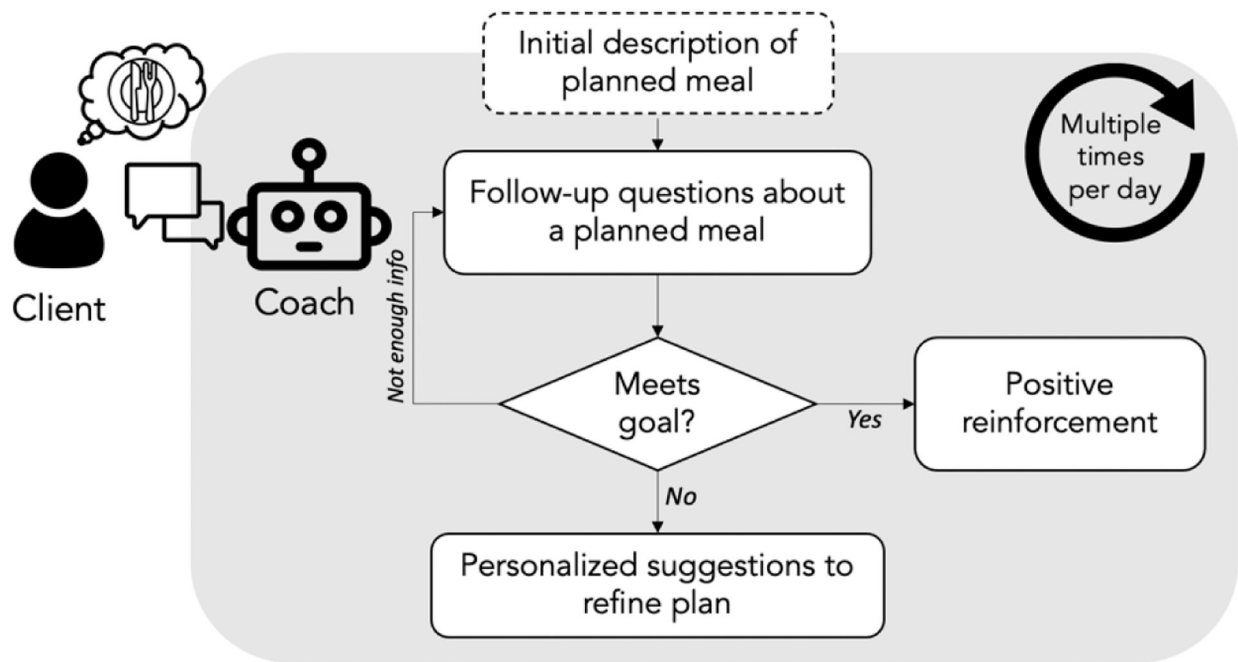 Initial description of
planned meal
Multiple
times
per day
Follow-up questions about
a planned meal
Client
Coach
Not enough info
Meets
goal?
Yes
Positive
reinforcement
No
Personalized suggestions to
refine plan